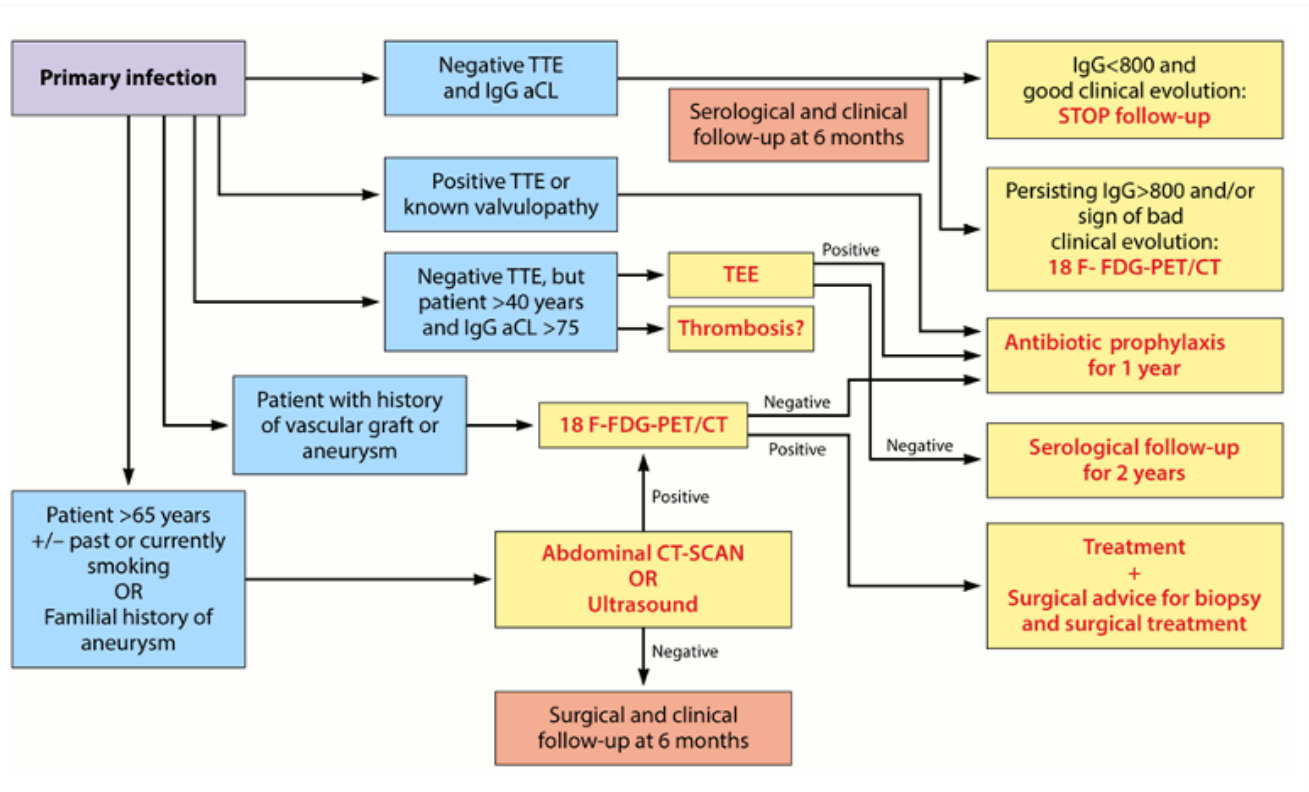 Primary infection
Negative TTE
and IgG aCL
Serological and clinical
follow-up at 6 months
IgG<800 and
good clinical evolution:
STOP follow-up
Positive TTE or
known valvulopathy
Persisting IgG>800 and/or
sign of bad
clinical evolution:
18 F- FDG-PET/CT
Negative TTE, but
patient >40 years
and IgG aCL >75
TEE
Positive
Thrombosis?
Antibiotic prophylaxis
for 1 year
Patient with history
of vascular graft or
aneurysm
18 F-FDG-PET/CT
Negative
Positive
Negative
Serological follow-up
for 2 years
Patient >65 years
+/– past or currently
smoking
OR
Familial history of
aneurysm
Positive
Abdominal CT-SCAN
OR
Ultrasound
Negative
Treatment
+
Surgical advice for biopsy
and surgical treatment
Surgical and clinical
follow-up at 6 months